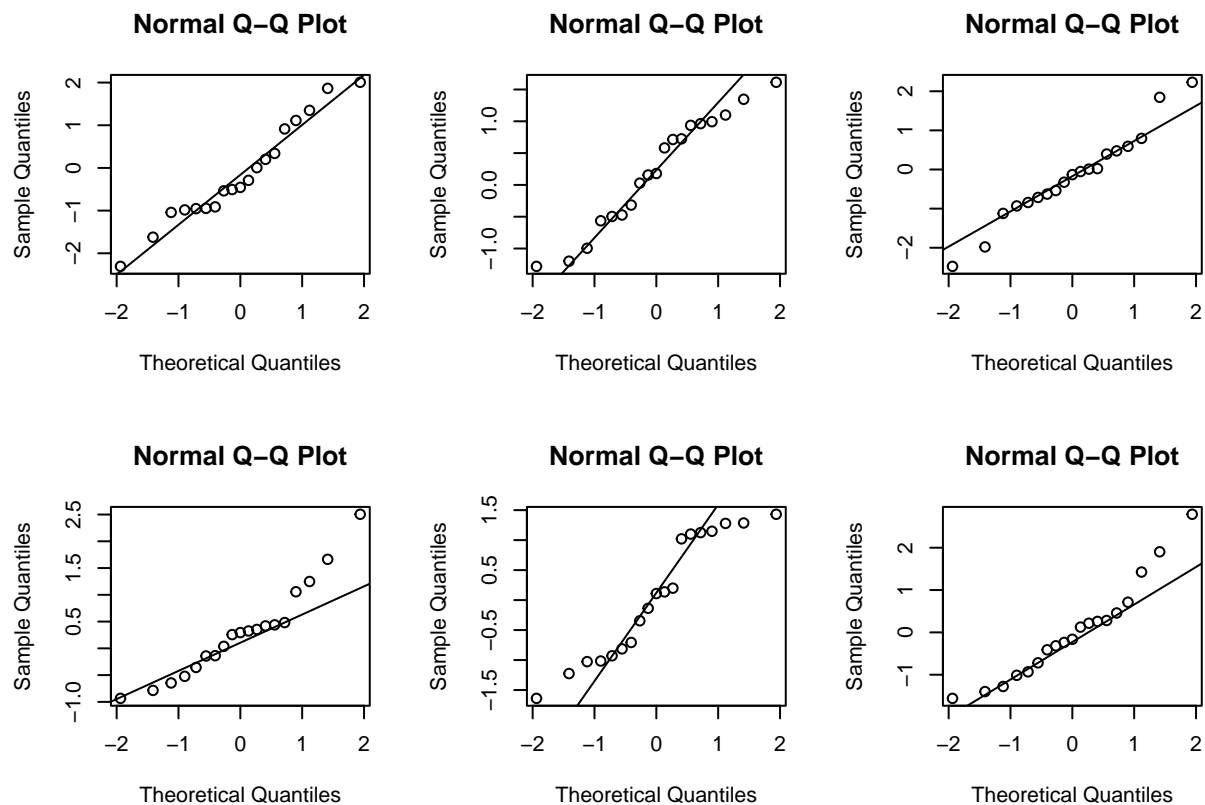 Normal Q−Q Plot
Sample Quantiles
2
1
0
−1
−2
−2 −1 0 1 2
Theoretical Quantiles
Normal Q−Q Plot
Sample Quantiles
1.0
0.0
−1.0
−2 −1 0 1 2
Theoretical Quantiles
Normal Q−Q Plot
Sample Quantiles
2
0
−2
−2 −1 0 1 2
Theoretical Quantiles
Normal Q−Q Plot
Sample Quantiles
2.5
1.5
0.5
−1.0
−2 −1 0 1 2
Theoretical Quantiles
Normal Q−Q Plot
Sample Quantiles
1.5
0.5
−0.5
−1.5
−2 −1 0 1 2
Theoretical Quantiles
Normal Q−Q Plot
Sample Quantiles
2
1
0
−1
−2 −1 0 1 2
Theoretical Quantiles